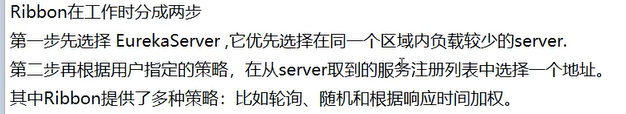 Ribbon在工作时分成两步
第一步先选择 EurekaServer ,它优先选择在同一个区域内负载较少的server.
第二步再根据用户指定的策略，在从server取到的服务注册列表中选择一个地址。
其中Ribbon提供了多种策略：比如轮询、随机和根据响应时间加权。